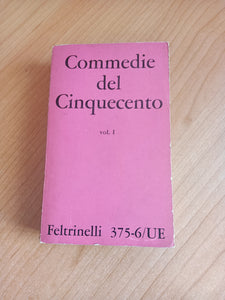 Commedie
del
Cinquecento
vol. I
Feltrinelli 375-6/UE